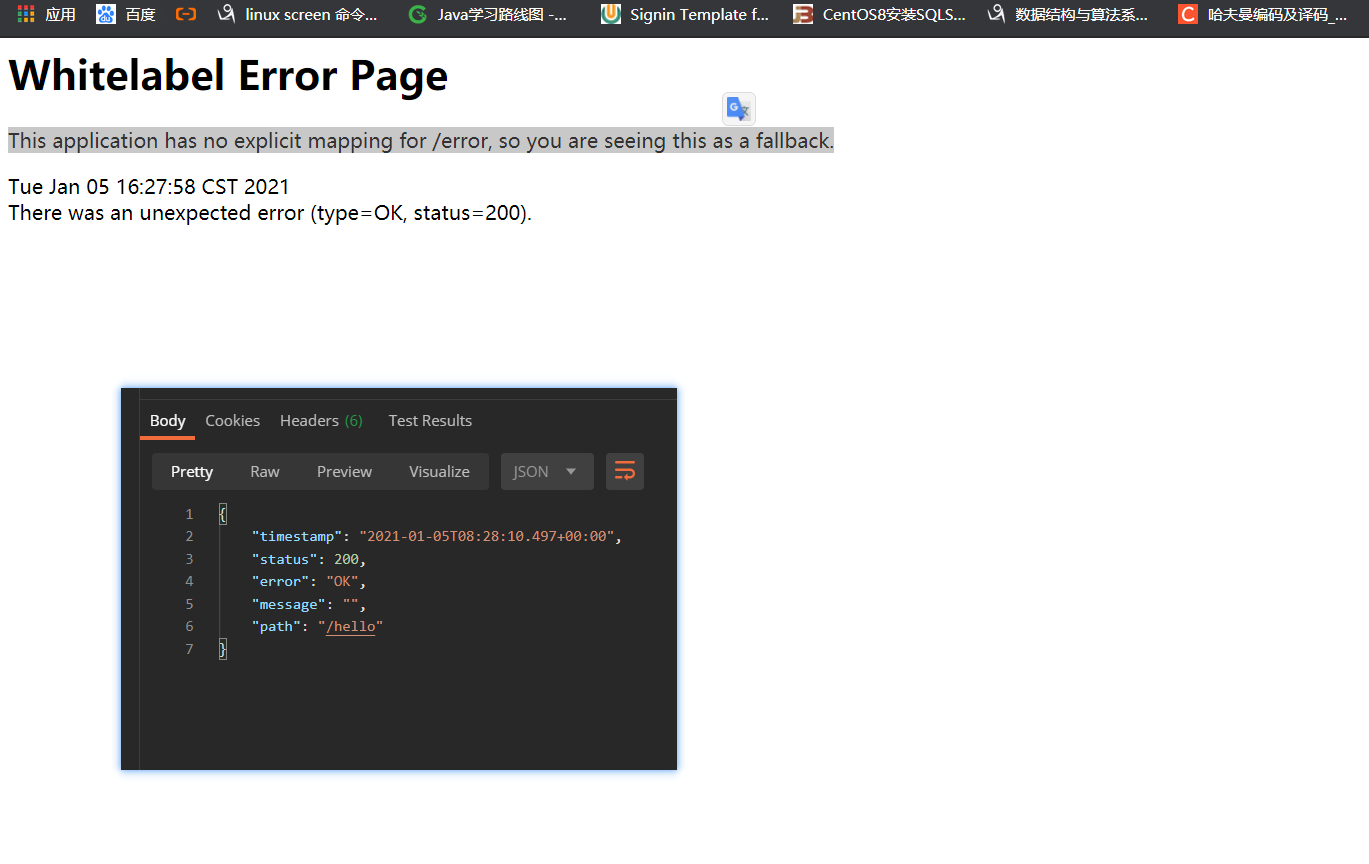 应用 百度 linux screen 命令... Java学习路线图 -... Signin Template f... CentOS8安装SQLS... 数据结构与算法系... 哈夫曼编码及译码_...
Whitelabel Error Page
This application has no explicit mapping for /error, so you are seeing this as a fallback.
Tue Jan 05 16:27:58 CST 2021
There was an unexpected error (type=OK, status=200).
Body Cookies Headers (6) Test Results
Pretty Raw Preview Visualize JSON
1 {
2 "timestamp": "2021-01-05T08:28:10.497+00:00",
3 "status": 200,
4 "error": "OK",
5 "message": "",
6 "path": "/hello"
7 }